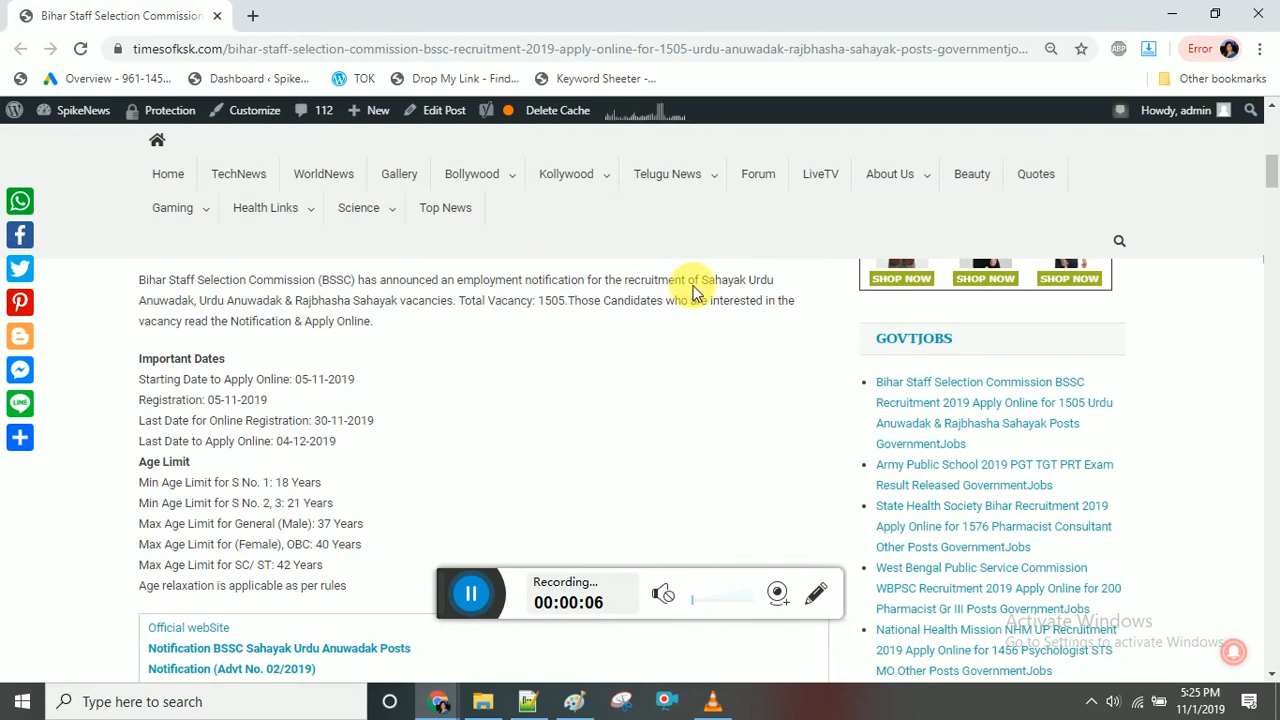 Bihar Staff Selection Commission
timesofksk.com/bihar-staff-selection-commission-bssc-recruitment-2019-apply-online-for-1505-urdu-anuwadak-rajbhasha-sahayak-posts-governmentjo...
ABP
Error
Overview - 961-145...
Dashboard ‹ Spike...
TOK
Drop My Link - Find...
Keyword Sheeter -...
Other bookmarks
SpikeNews
Protection
Customize
112
New
Edit Post
Delete Cache
Howdy, admin
Home
TechNews
WorldNews
Gallery
Bollywood
Kollywood
Telugu News
Forum
LiveTV
About Us
Beauty
Quotes
Gaming
Health Links
Science
Top News
Bihar Staff Selection Commission (BSSC) has announced an employment notification for the recruitment of Sahayak Urdu
Anuwadak, Urdu Anuwadak & Rajbhasha Sahayak vacancies. Total Vacancy: 1505.Those Candidates who are interested in the
vacancy read the Notification & Apply Online.
Important Dates
Starting Date to Apply Online: 05-11-2019
Registration: 05-11-2019
Last Date for Online Registration: 30-11-2019
Last Date to Apply Online: 04-12-2019
Age Limit
Min Age Limit for S No. 1: 18 Years
Min Age Limit for S No. 2, 3: 21 Years
Max Age Limit for General (Male): 37 Years
Max Age Limit for (Female), OBC: 40 Years
Max Age Limit for SC/ ST: 42 Years
Age relaxation is applicable as per rules
Official webSite
Notification BSSC Sahayak Urdu Anuwadak Posts
Notification (Advt No. 02/2019)
SHOP NOW
SHOP NOW
SHOP NOW
GOVTJOBS
Bihar Staff Selection Commission BSSC
Recruitment 2019 Apply Online for 1505 Urdu
Anuwadak & Rajbhasha Sahayak Posts
GovernmentJobs
Army Public School 2019 PGT TGT PRT Exam
Result Released GovernmentJobs
State Health Society Bihar Recruitment 2019
Apply Online for 1576 Pharmacist Consultant
Other Posts GovernmentJobs
West Bengal Public Service Commission
WBPSC Recruitment 2019 Apply Online for 200
Pharmacist Gr III Posts GovernmentJobs
National Health Mission NHM UP Recruitment
2019 Apply Online for 1456 Psychologist STS
MO Other Posts GovernmentJobs
Recording...
00:00:06
Activate Windows
Go to Settings to activate Windows.
LINE
Type here to search
5:25 PM
11/1/2019